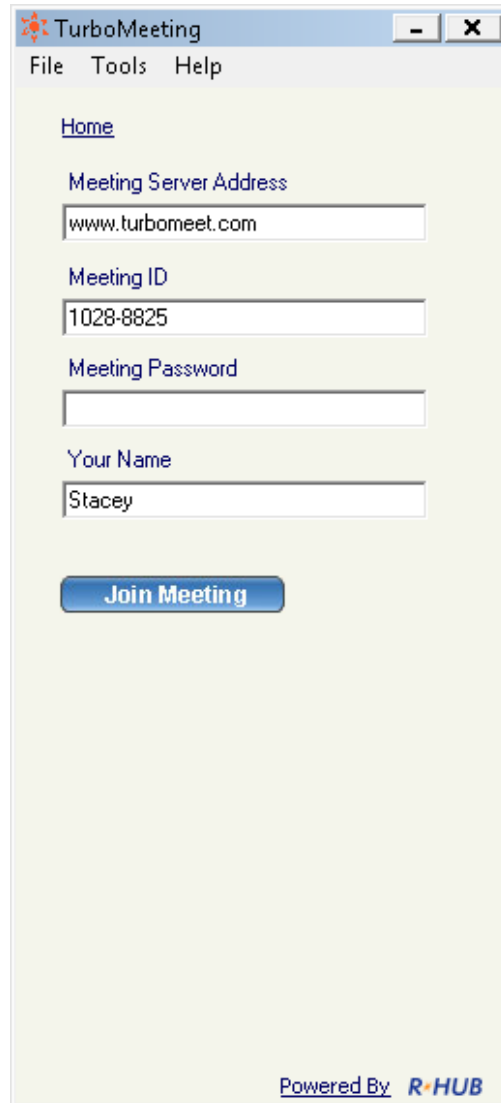 TurboMeeting
File Tools Help
Home
Meeting Server Address
www.turbomeet.com
Meeting ID
1028-8825
Meeting Password
Your Name
Stacey
Join Meeting
Powered By R-HUB